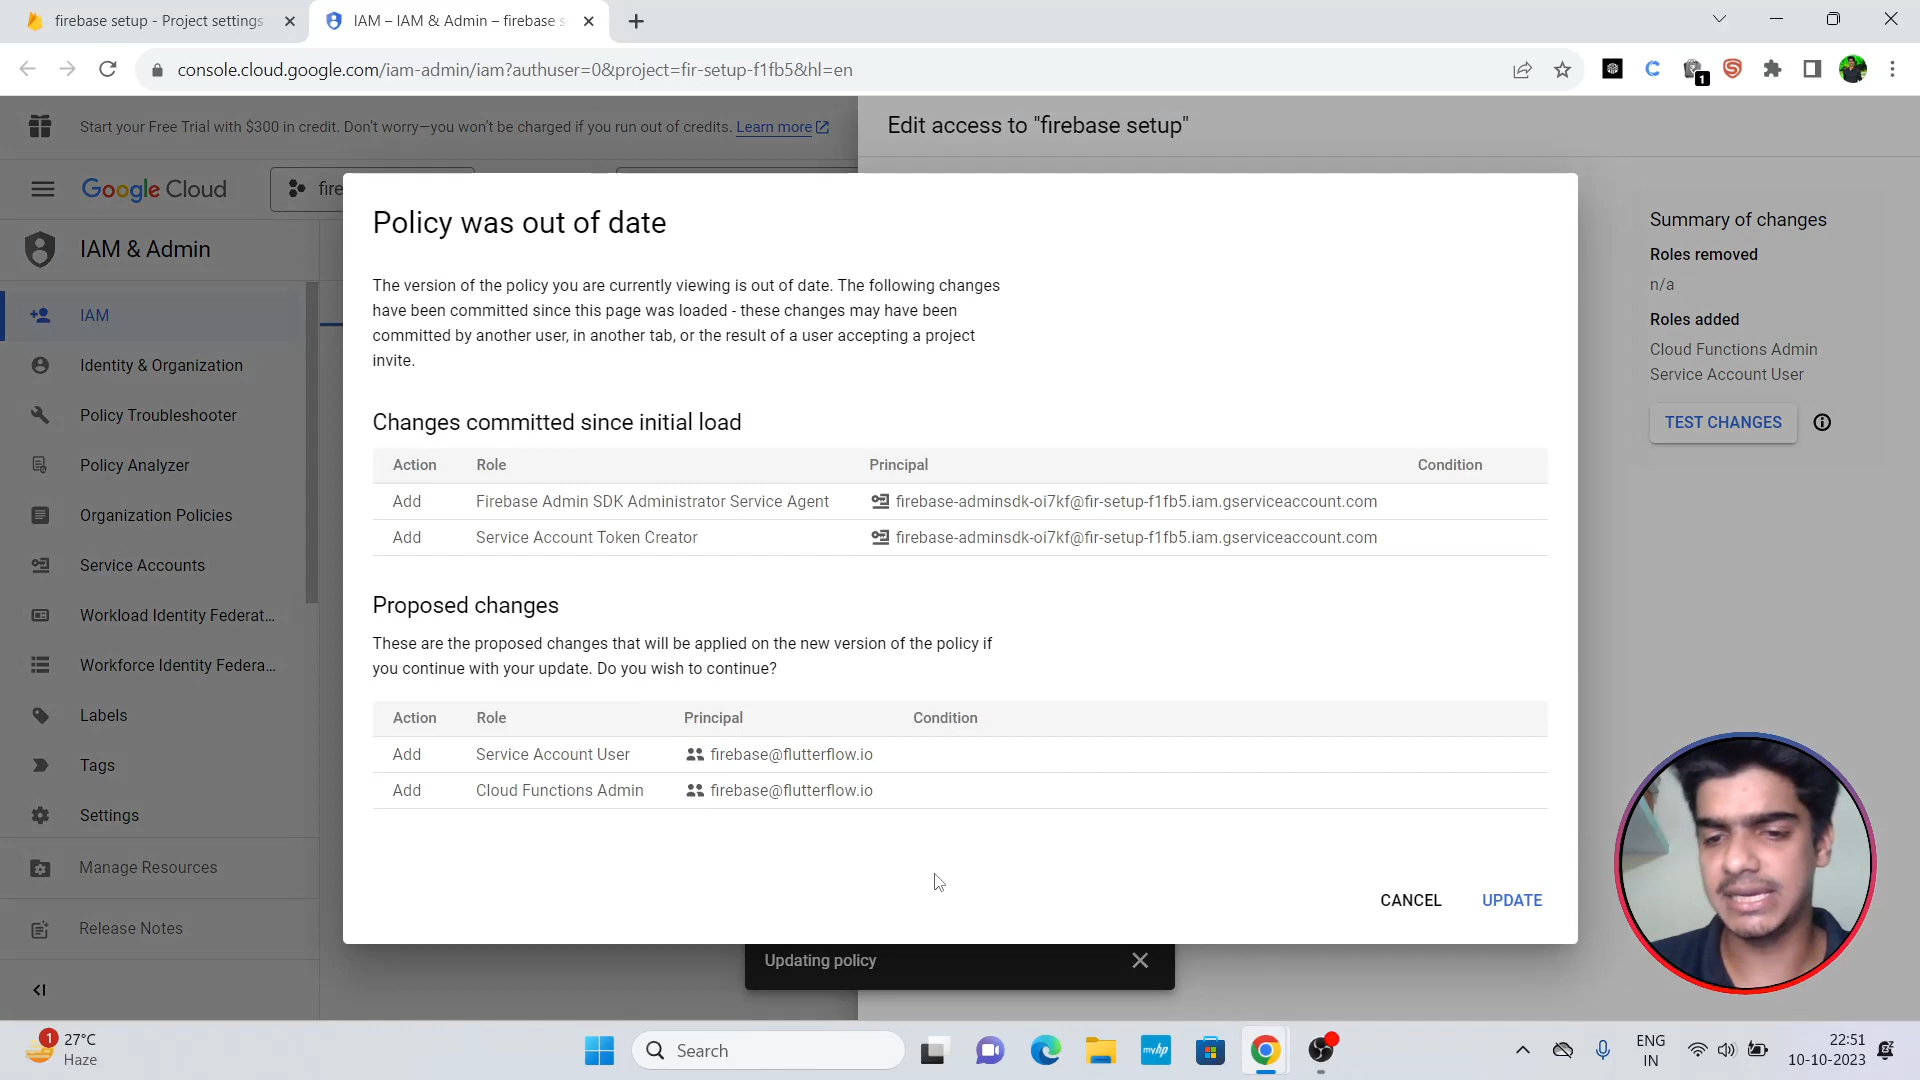 firebase setup - Project settings
IAM – IAM & Admin – firebase s
console.cloud.google.com/iam-admin/iam?authuser=0&project=fir-setup-f1fb5&hl=en
1
Start your Free Trial with $300 in credit. Don't worry—you won't be charged if you run out of credits. Learn more
Edit access to "firebase setup"
Google Cloud
fire
IAM & Admin
IAM
Identity & Organization
Policy Troubleshooter
Policy Analyzer
Organization Policies
Service Accounts
Workload Identity Federat...
Workforce Identity Federa...
Labels
Tags
Settings
Manage Resources
Release Notes
Policy was out of date
The version of the policy you are currently viewing is out of date. The following changes
have been committed since this page was loaded - these changes may have been
committed by another user, in another tab, or the result of a user accepting a project
invite.
Changes committed since initial load
Action Role Principal Condition
Add Firebase Admin SDK Administrator Service Agent firebase-adminsdk-oi7kf@fir-setup-f1fb5.iam.gserviceaccount.com
Add Service Account Token Creator firebase-adminsdk-oi7kf@fir-setup-f1fb5.iam.gserviceaccount.com
Proposed changes
These are the proposed changes that will be applied on the new version of the policy if
you continue with your update. Do you wish to continue?
Action Role Principal Condition
Add Service Account User firebase@flutterflow.io
Add Cloud Functions Admin firebase@flutterflow.io
CANCEL UPDATE
Updating policy
Summary of changes
Roles removed
n/a
Roles added
Cloud Functions Admin
Service Account User
TEST CHANGES
1
27°C
Haze
Search
myhp
ENG
IN
22:51
10-10-2023